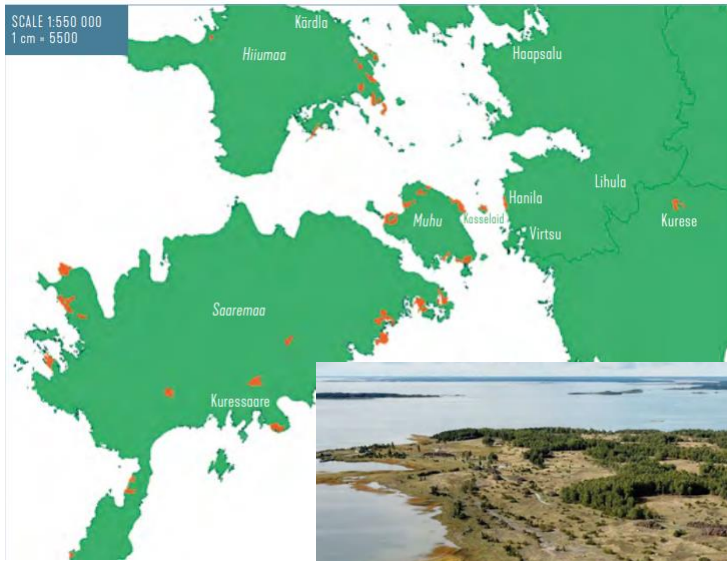 SCALE 1:550 000
1 cm = 5500
Kärdla
Hiiumaa
Haapsalu
Lihula
Hanila
Kesselaid
Kurese
Muhu
Virtsu
Saaremaa
Kuressaare